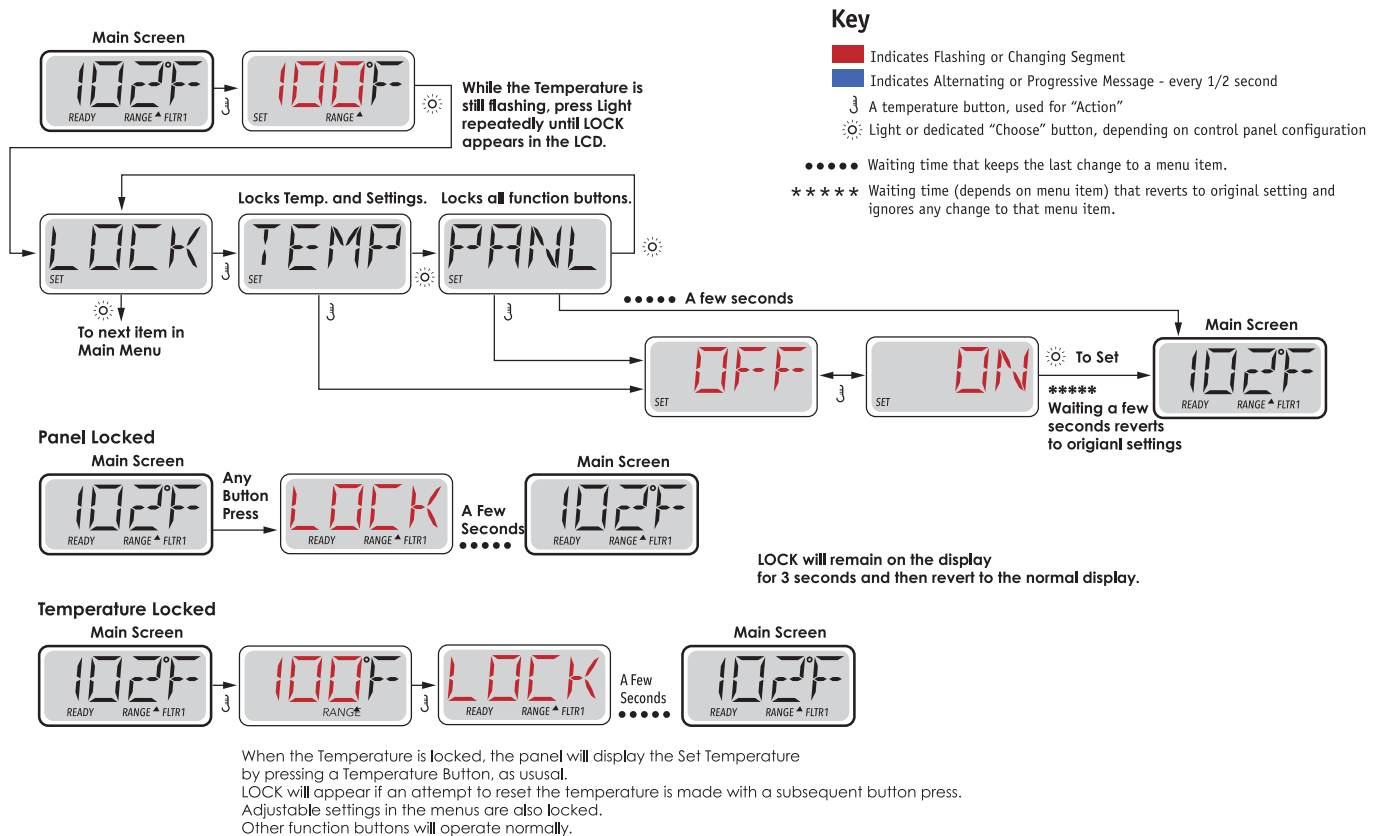 Key
Indicates Flashing or Changing Segment
Indicates Alternating or Progressive Message - every 1/2 second
A temperature button, used for “Action”
Light or dedicated “Choose” button, depending on control panel configuration
••••• Waiting time that keeps the last change to a menu item.
***** Waiting time (depends on menu item) that reverts to original setting and
ignores any change to that menu item.
Main Screen
102°F
READY RANGE FLTR1
100°F
SET RANGE
While the Temperature is
still flashing, press Light
repeatedly until LOCK
appears in the LCD.
LOCK
SET
To next item in
Main Menu
Locks Temp. and Settings.
TEMP
SET
Locks all function buttons.
PANL
SET
••••• A few seconds
OFF
SET
ON
SET
To Set
*****
Waiting a few
seconds reverts
to origianl settings
Main Screen
102°F
READY RANGE FLTR1
Panel Locked
Main Screen
102°F
READY RANGE FLTR1
Any
Button
Press
LOCK
READY RANGE FLTR1
A Few
Seconds
•••••
Main Screen
102°F
READY RANGE FLTR1
LOCK will remain on the display
for 3 seconds and then revert to the normal display.
Temperature Locked
Main Screen
102°F
READY RANGE FLTR1
100°F
RANGE
LOCK
READY RANGE FLTR1
A Few
Seconds
•••••
Main Screen
102°F
READY RANGE FLTR1
When the Temperature is locked, the panel will display the Set Temperature
by pressing a Temperature Button, as ususal.
LOCK will appear if an attempt to reset the temperature is made with a subsequent button press.
Adjustable settings in the menus are also locked.
Other function buttons will operate normally.